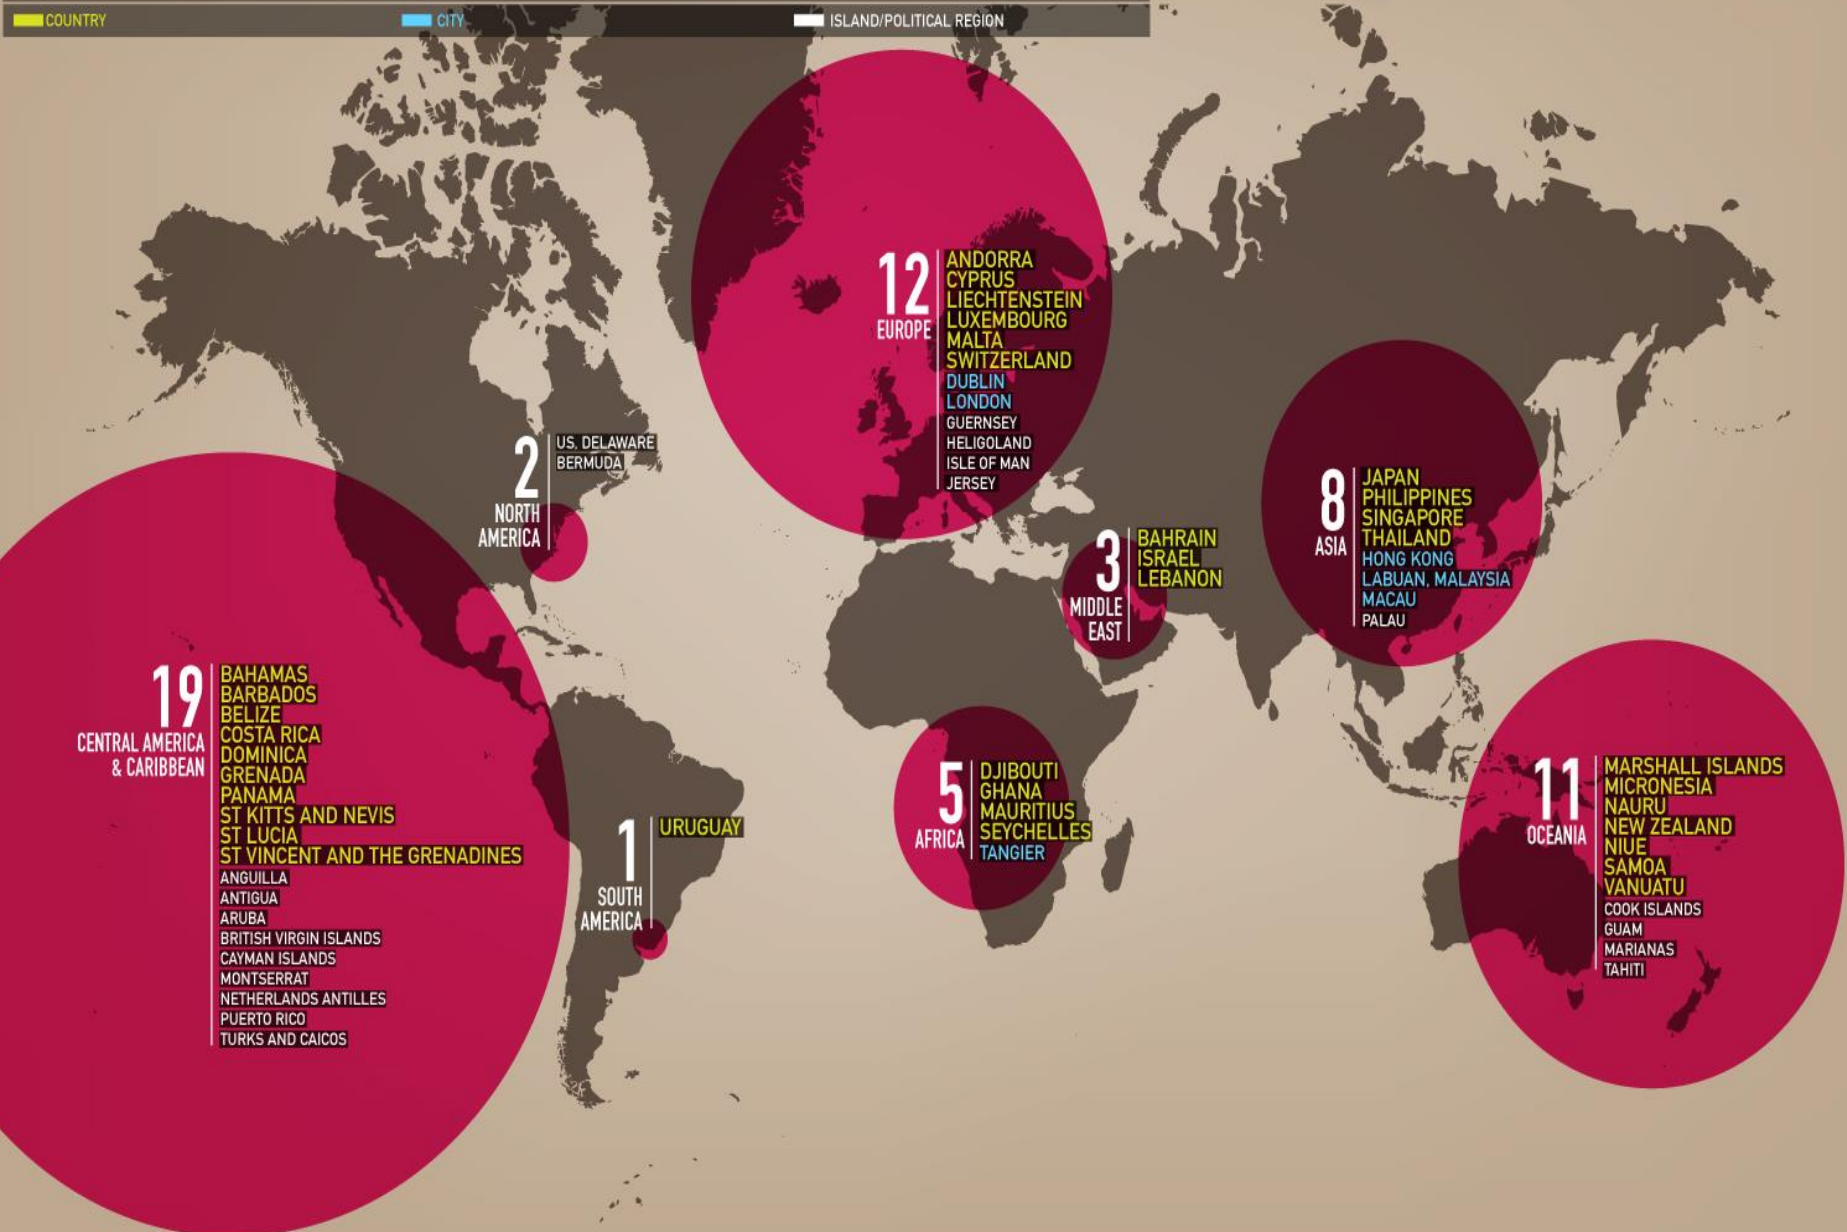 COUNTRY
CITY
ISLAND/POLITICAL REGION
12
EUROPE
ANDORRA
CYPRUS
LIECHTENSTEIN
LUXEMBOURG
MALTA
SWITZERLAND
DUBLIN
LONDON
GUERNSEY
HELIGOLAND
ISLE OF MAN
JERSEY
2
NORTH
AMERICA
US, DELAWARE
BERMUDA
8
ASIA
JAPAN
PHILIPPINES
SINGAPORE
THAILAND
HONG KONG
LABUAN, MALAYSIA
MACAU
PALAU
3
MIDDLE
EAST
BAHRAIN
ISRAEL
LEBANON
19
CENTRAL AMERICA
& CARIBBEAN
BAHAMAS
BARBADOS
BELIZE
COSTA RICA
DOMINICA
GRENADA
PANAMA
ST KITTS AND NEVIS
ST LUCIA
ST VINCENT AND THE GRENADINES
ANGUILLA
ANTIGUA
ARUBA
BRITISH VIRGIN ISLANDS
CAYMAN ISLANDS
MONTSERRAT
NETHERLANDS ANTILLES
PUERTO RICO
TURKS AND CAICOS
1
SOUTH
AMERICA
URUGUAY
5
AFRICA
DJIBOUTI
GHANA
MAURITIUS
SEYCHELLES
TANGIER
11
OCEANIA
MARSHALL ISLANDS
MICRONESIA
NAURU
NEW ZEALAND
NIUE
SAMOA
VANUATU
COOK ISLANDS
GUAM
MARIANAS
TAHITI